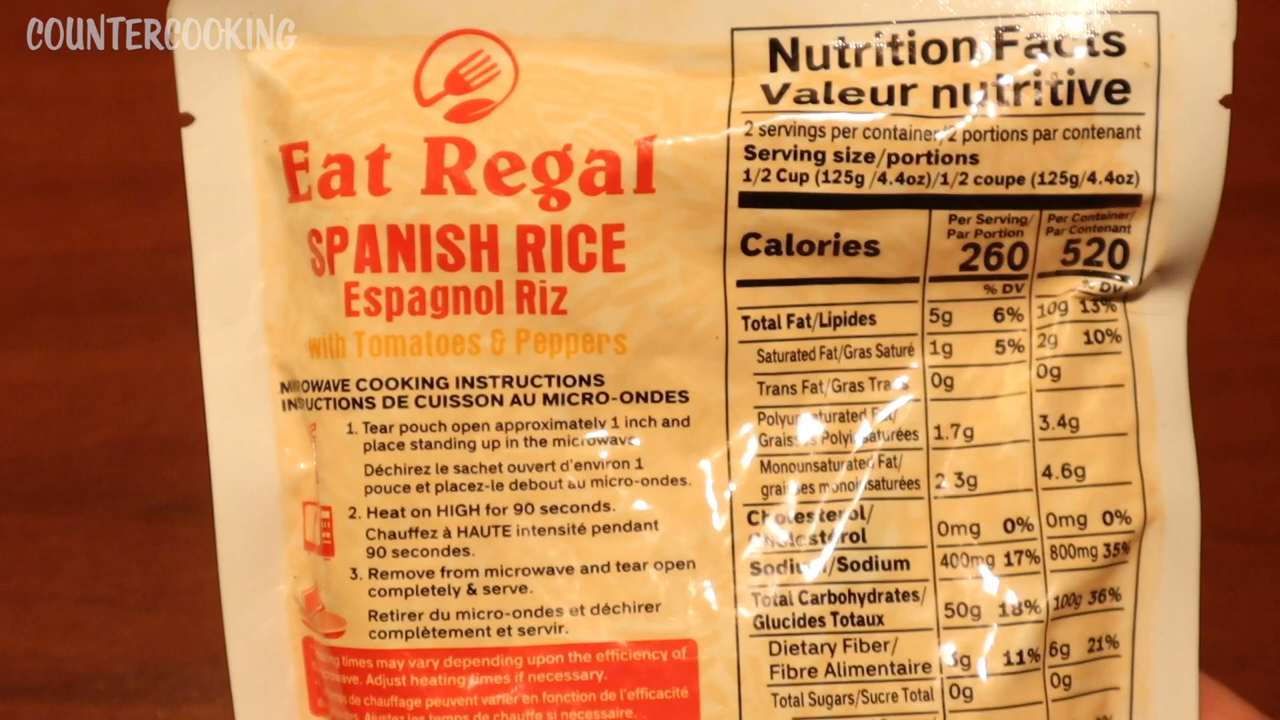 COUNTERCOOKING
Eat Regal
SPANISH RICE
Espagnol Riz
with Tomatoes & Peppers
COOKING INSTRUCTIONS
DE CUISSON AU MICRO-ONDES
1. Tear pouch open approximately 1 inch and
place standing up in the microwave.
Déchirez le sachet ouvert d'environ 1
pouce et placez-le debout au micro-ondes.
2. Heat on HIGH for 90 seconds.
Chauffez à HAUTE intensité pendant
90 secondes.
3. Remove from microwave and tear open
completely & serve.
Retirer du micro-ondes et déchirer
complètement et servir.
times may vary depending upon the efficiency of
Adjust heating times if necessary.
de chauffage peuvent varier en fonction de l'efficacité
Ajustez les temps de chauffe si nécessaire.
Nutrition Facts
Valeur nutritive
2 servings per container/2 portions par contenant
Serving size/portions
1/2 Cup (125g /4.4oz)/1/2 coupe (125g/4.4oz)
Per Serving/ Per Container/
Par Portion Par Contenant
Calories 260 520
% DV % DV
Total Fat/Lipides 5g 6% 10g 13%
Saturated Fat/Gras Saturé 1g 5% 2g 10%
Trans Fat/Gras Trans 0g 0g
Fat/
Polyinsaturées 1.7g 3.4g
Monounsaturated Fat/
monoinsaturées 2.3g 4.6g
Cholesterol/
Cholestérol 0mg 0% 0mg 0%
Sodium/Sodium 400mg 17% 800mg 35%
Total Carbohydrates/
Glucides Totaux 50g 18% 100g 36%
Dietary Fiber/
Fibre Alimentaire 3g 11% 6g 21%
Total Sugars/Sucre Total 0g 0g